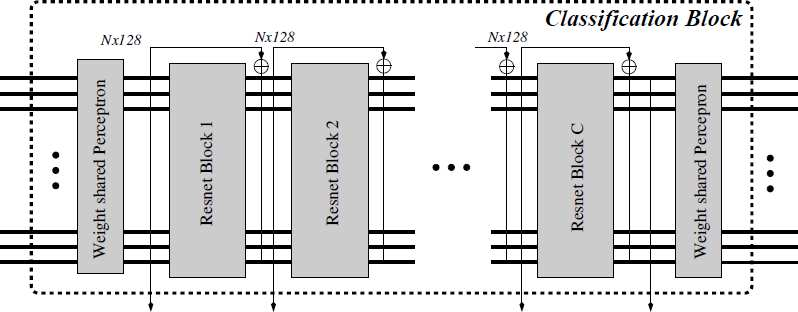 Classification Block
Nx128
Nx128
Nx128
Weight shared Perceptron
Resnet Block 1
Resnet Block 2
Resnet Block C
Weight shared Percepron